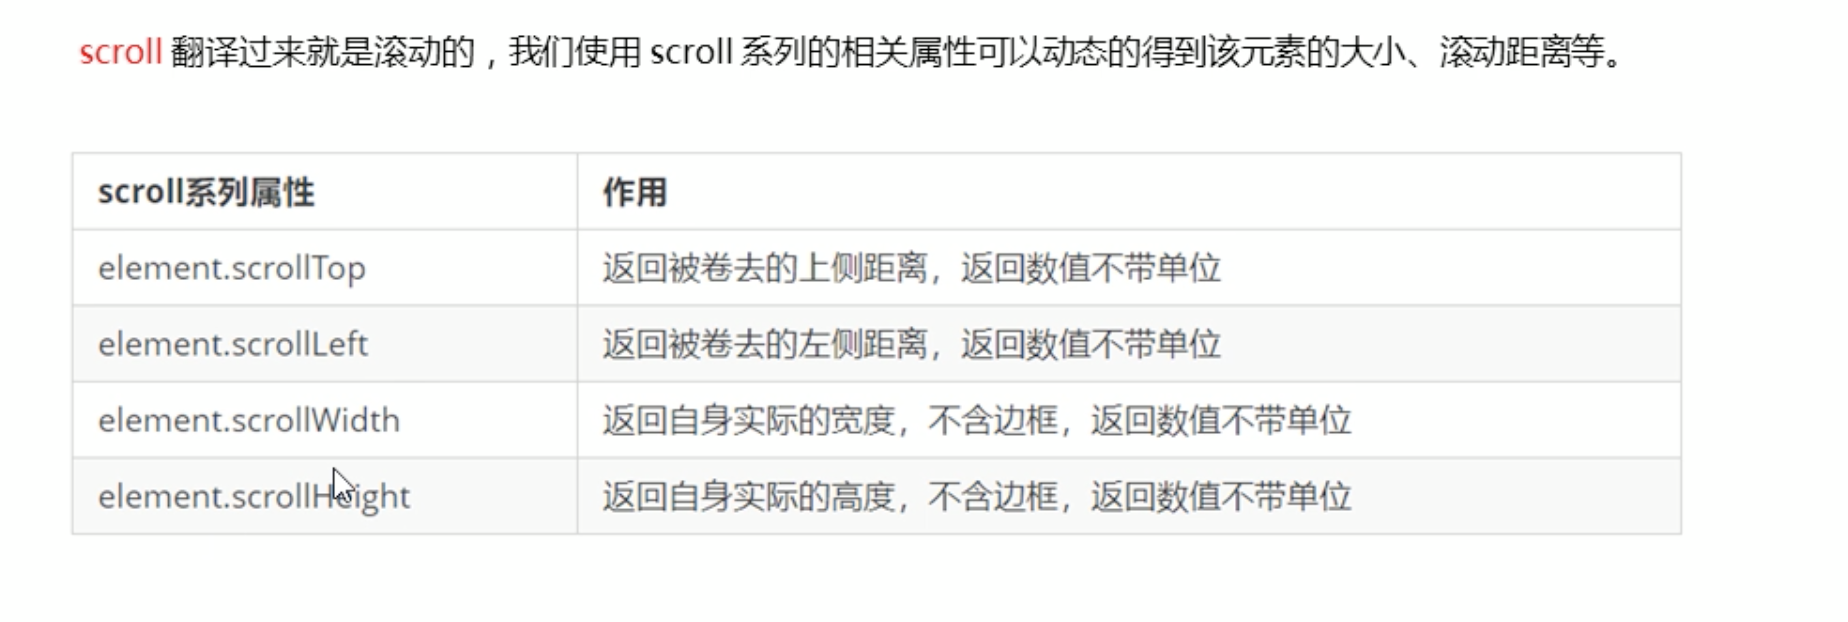 scroll 翻译过来就是滚动的，我们使用 scroll 系列的相关属性可以动态的得到该元素的大小、滚动距离等。
scroll系列属性 作用
element.scrollTop 返回被卷去的上侧距离，返回数值不带单位
element.scrollLeft 返回被卷去的左侧距离，返回数值不带单位
element.scrollWidth 返回自身实际的宽度，不含边框，返回数值不带单位
element.scrollHeight 返回自身实际的高度，不含边框，返回数值不带单位